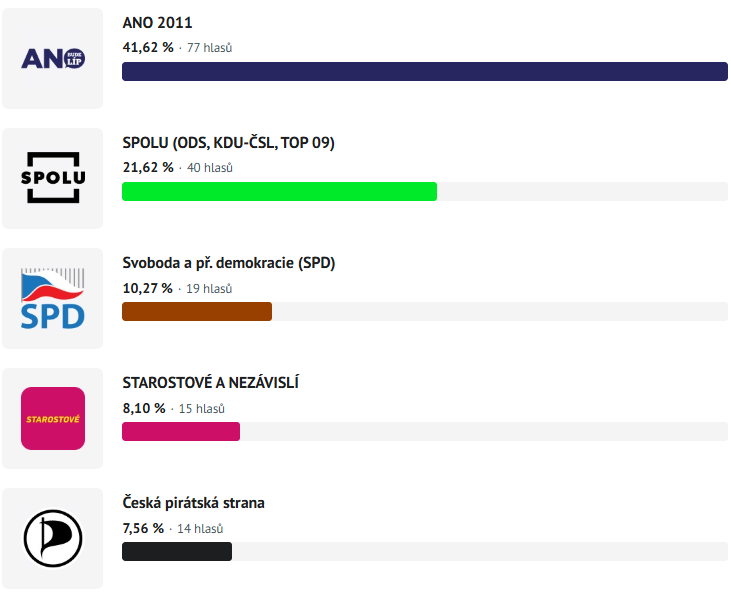 ANO 2011
ANO BUDE LÍP
41,62 % · 77 hlasů
SPOLU (ODS, KDU-ČSL, TOP 09)
SPOLU
21,62 % · 40 hlasů
Svoboda a př. demokracie (SPD)
SPD
10,27 % · 19 hlasů
STAROSTOVÉ A NEZÁVISLÍ
STAROSTOVÉ
8,10 % · 15 hlasů
Česká pirátská strana
7,56 % · 14 hlasů